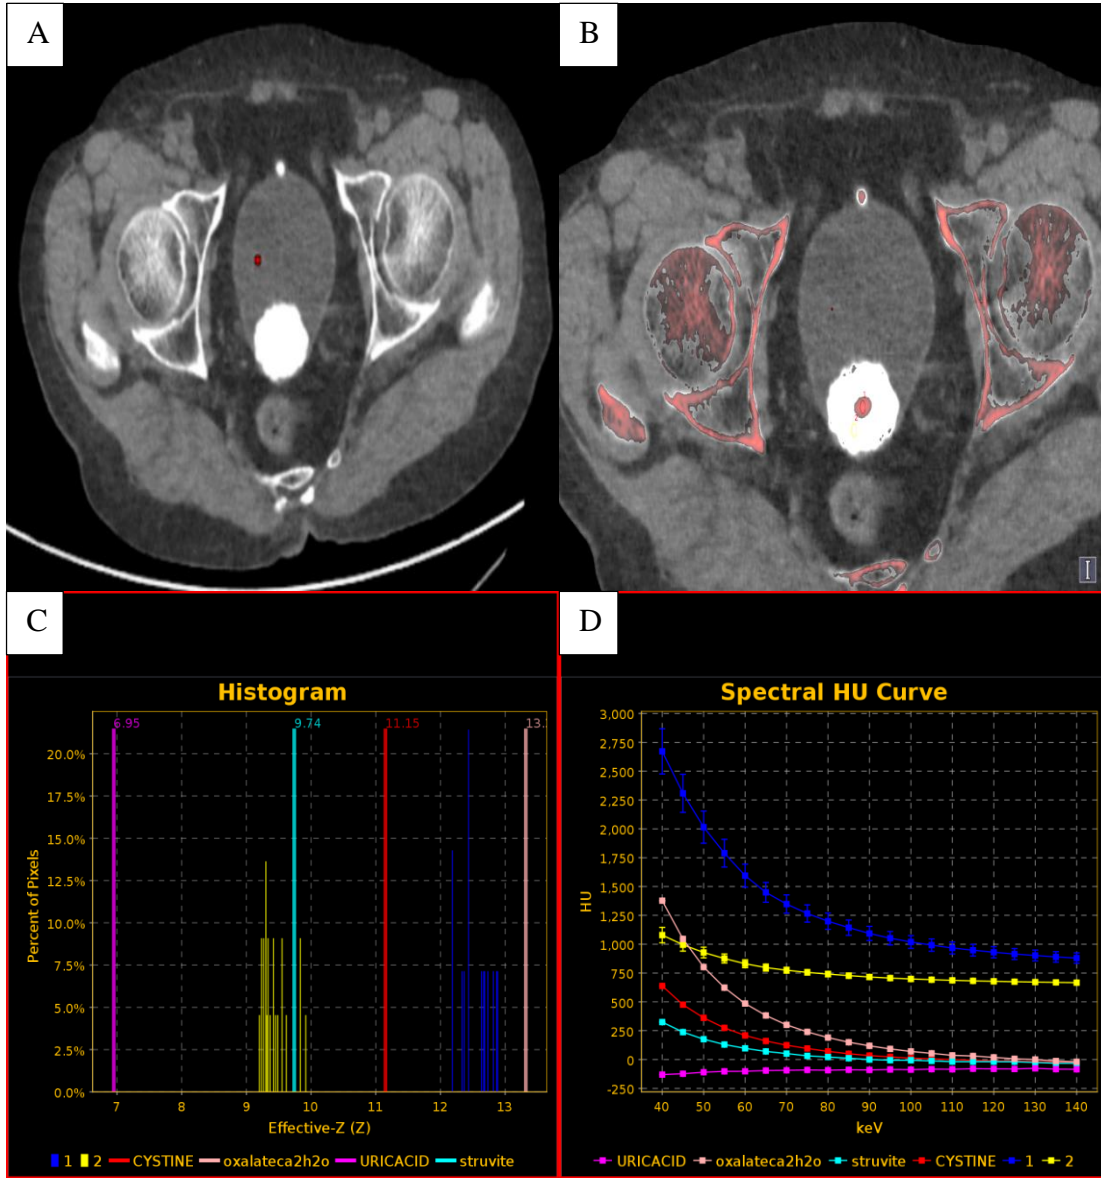 A
B
I
C
Histogram
6.95
9.74
11.15
13.
20.0%
17.5%
15.0%
12.5%
10.0%
7.5%
5.0%
2.5%
0.0%
Percent of Pixels
7 8 9 10 11 12 13
Effective-Z (Z)
1 2 CYSTINE oxalateca2h2o URICACID struvite
D
Spectral HU Curve
3,000
2,750
2,500
2,250
2,000
1,750
1,500
1,250
1,000
750
500
250
0
-250
HU
40 50 60 70 80 90 100 110 120 130 140
keV
URICACID oxalateca2h2o struvite CYSTINE 1 2